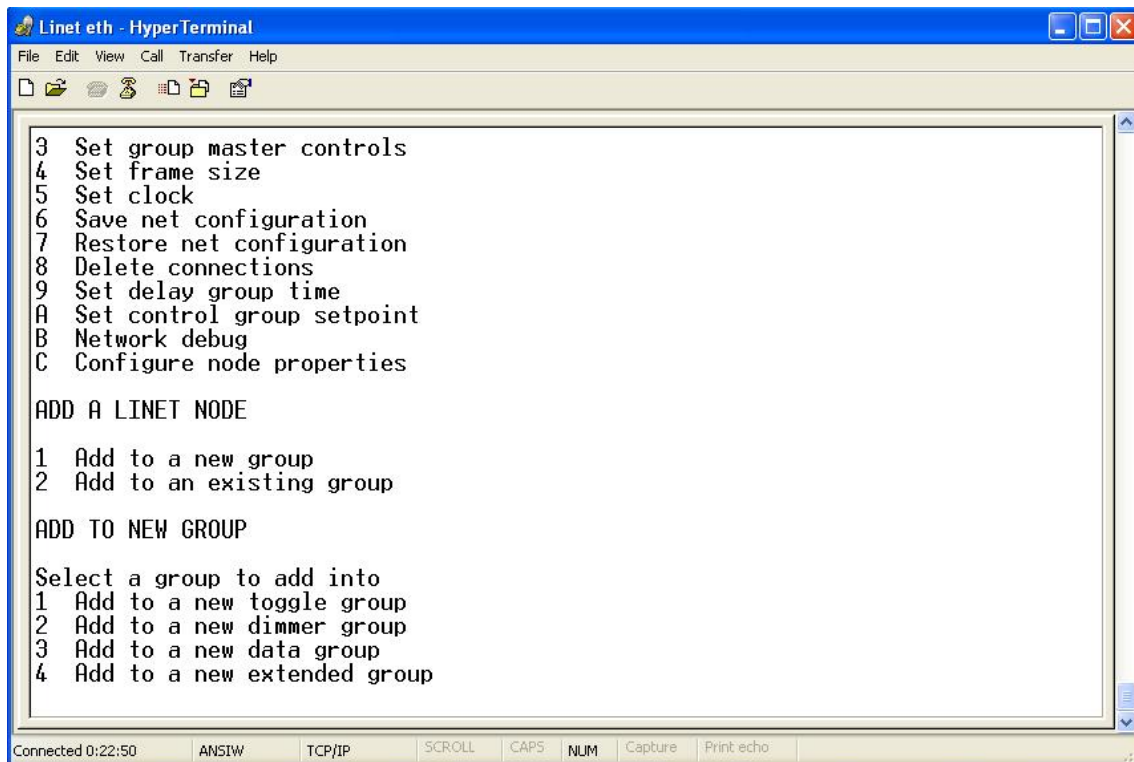 Linet eth - HyperTerminal
File Edit View Call Transfer Help
3 Set group master controls
4 Set frame size
5 Set clock
6 Save net configuration
7 Restore net configuration
8 Delete connections
9 Set delay group time
A Set control group setpoint
B Network debug
C Configure node properties
ADD A LINET NODE
1 Add to a new group
2 Add to an existing group
ADD TO NEW GROUP
Select a group to add into
1 Add to a new toggle group
2 Add to a new dimmer group
3 Add to a new data group
4 Add to a new extended group
Connected 0:22:50 ANSIW TCP/IP SCROLL CAPS NUM Capture Print echo